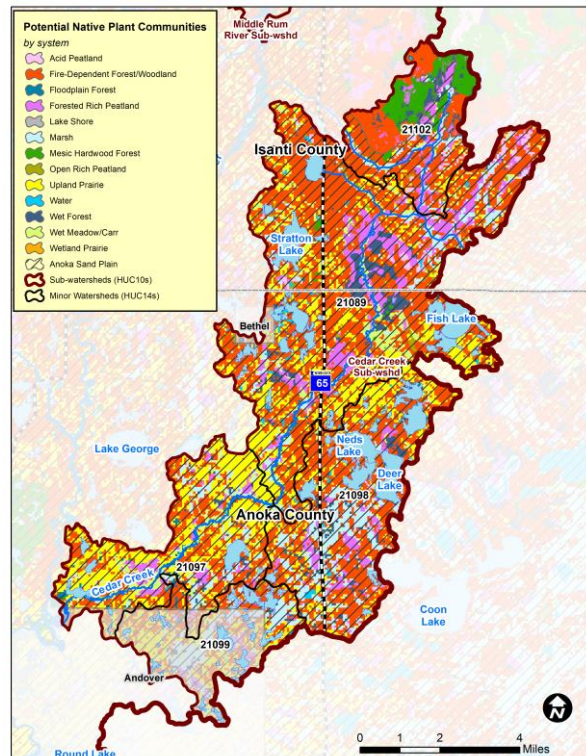 Potential Native Plant Communities
by system
Acid Peatland
Fire-Dependent Forest/Woodland
Floodplain Forest
Forested Rich Peatland
Lake Shore
Marsh
Mesic Hardwood Forest
Open Rich Peatland
Upland Prairie
Water
Wet Forest
Wet Meadow/Carr
Wetland Prairie
Anoka Sand Plain
Sub-watersheds (HUC10s)
Minor Watersheds (HUC14s)
Middle Rum
River Sub-wshd
21102
Isanti County
Stratton
Lake
21089
Bethel
Fish Lake
Cedar Creek
Sub-wshd
65
Lake George
Neds
Lake
Deer
Lake
21098
Anoka County
21097
Cedar Creek
Coon
Lake
21099
Andover
N
Round Lake
0 1 2 4
Miles